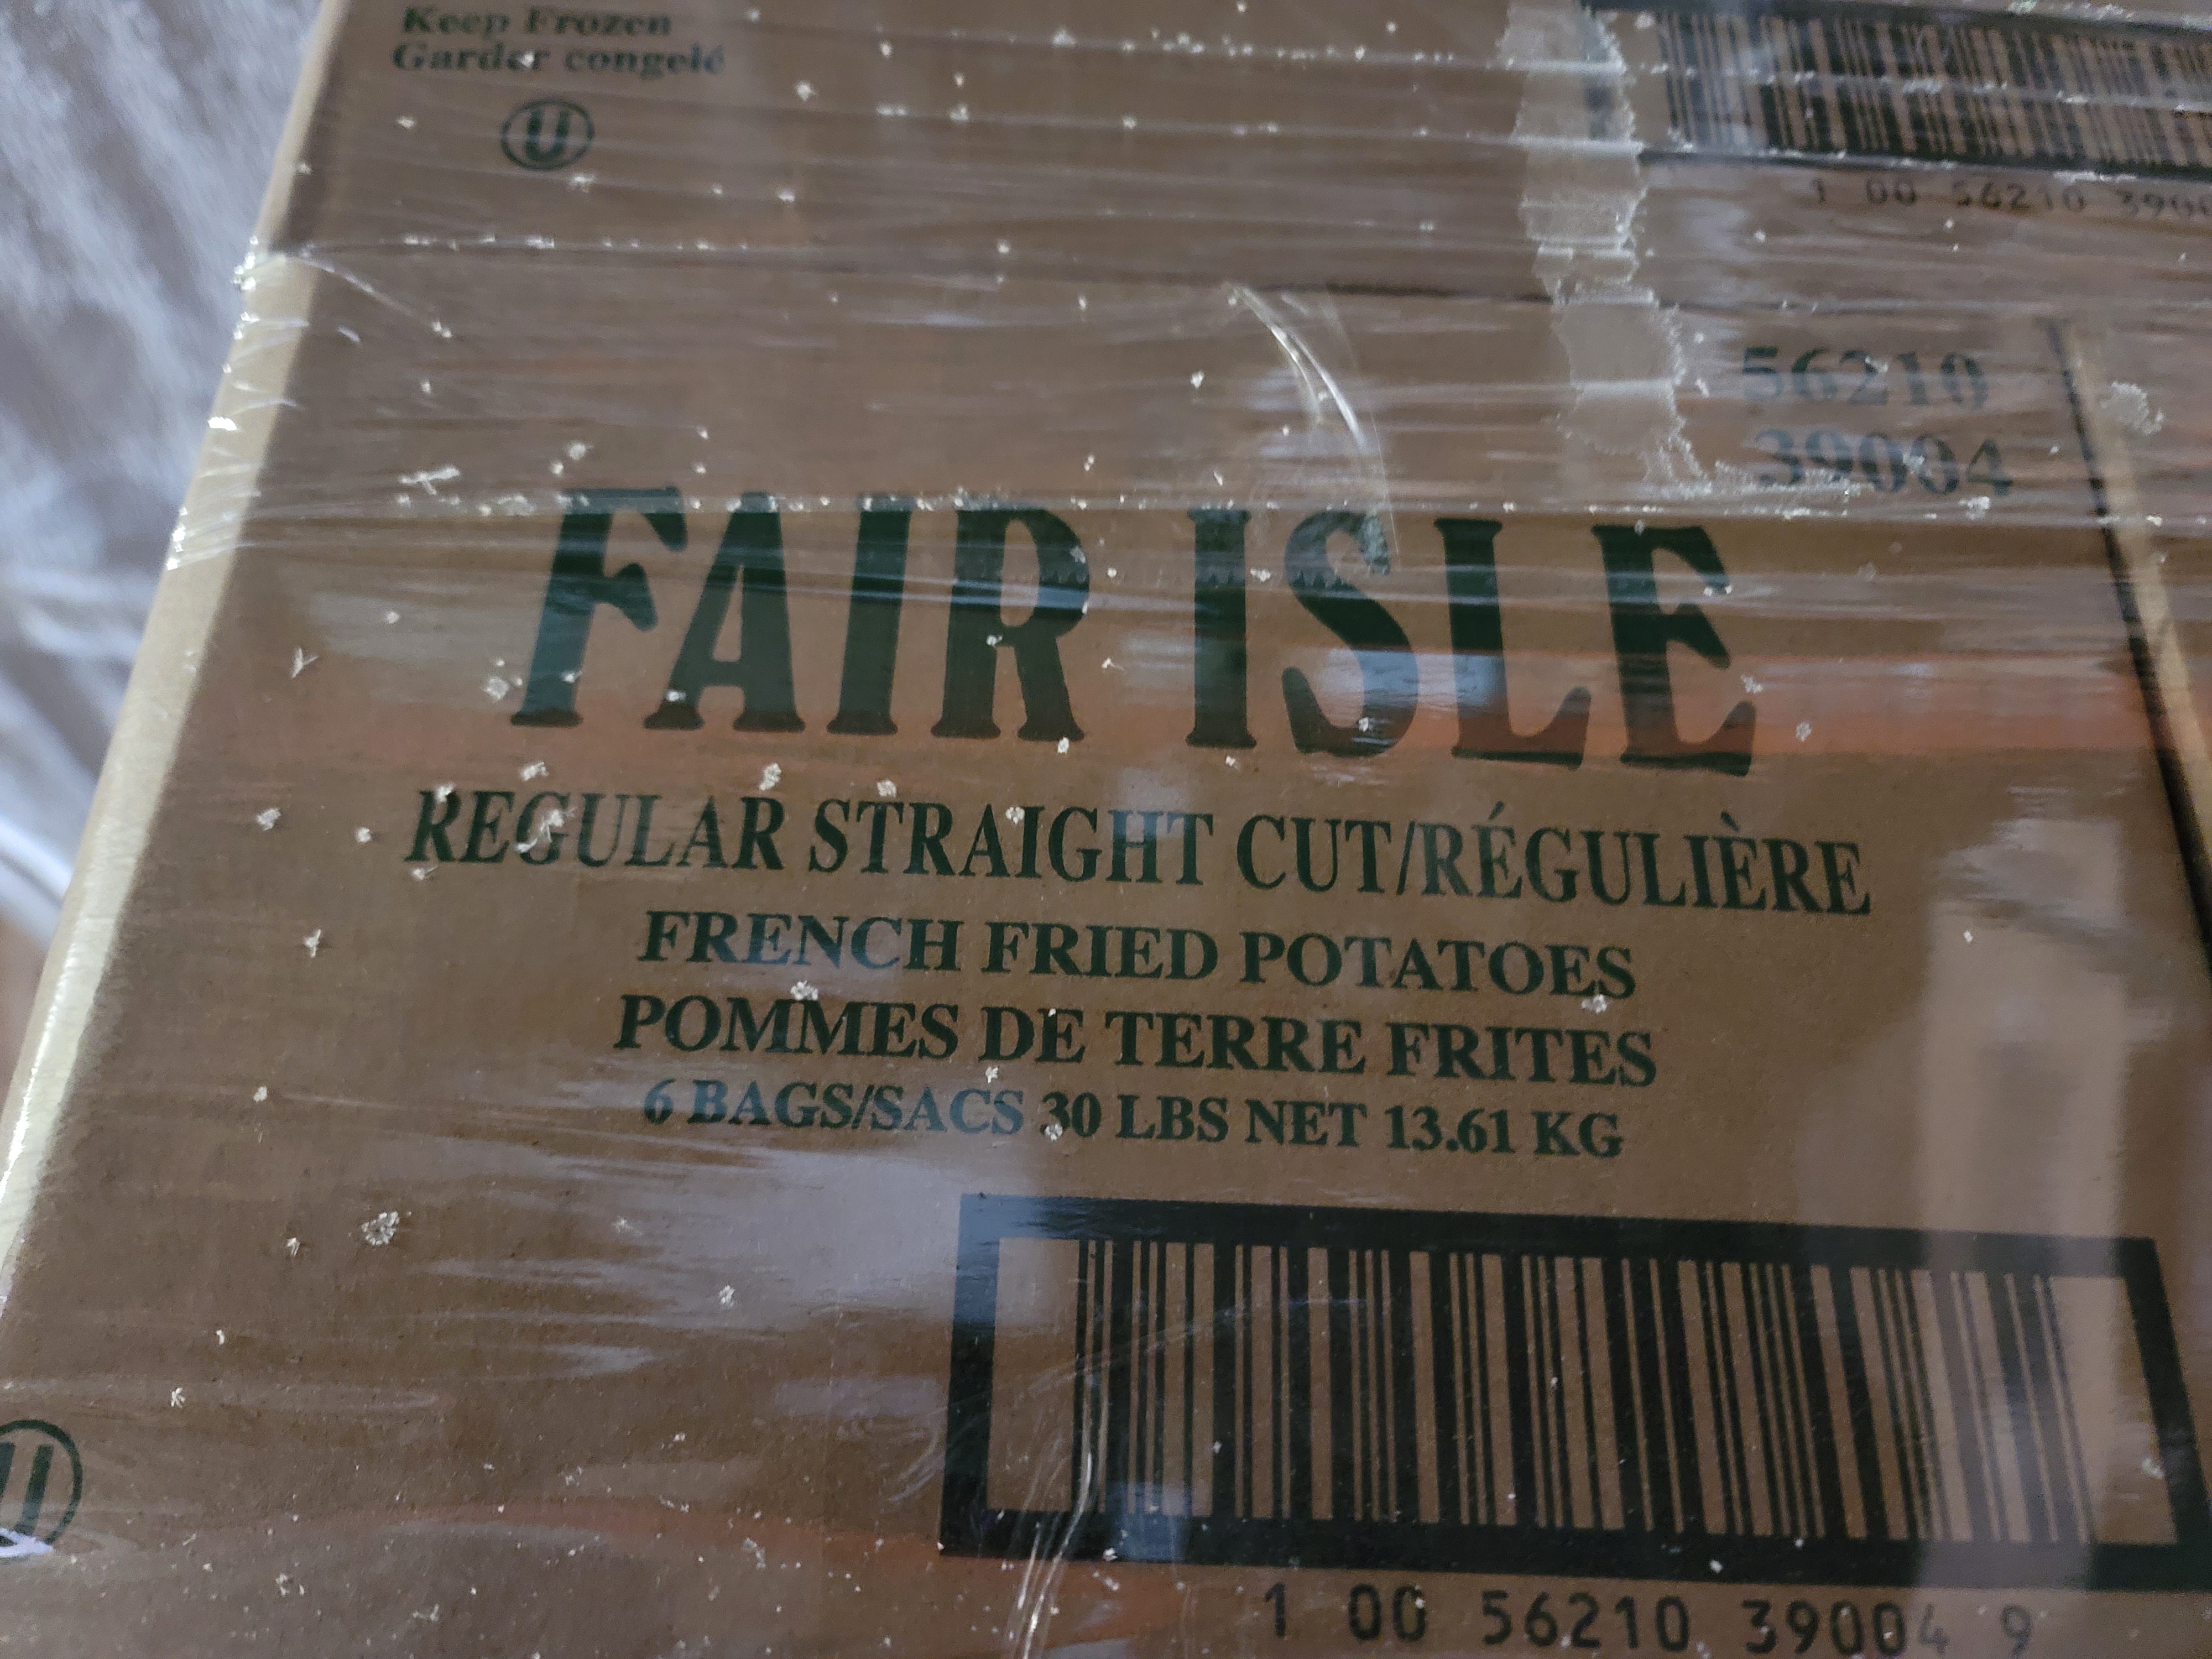 Keep Frozen
Garder congelé
U
1 00 56210 390
56210
39004
FAIR ISLE
REGULAR STRAIGHT CUT/RÉGULIÈRE
FRENCH FRIED POTATOES
POMMES DE TERRE FRITES
6 BAGS/SACS 30 LBS NET 13.61 KG
U
1 00 56210 39004 9